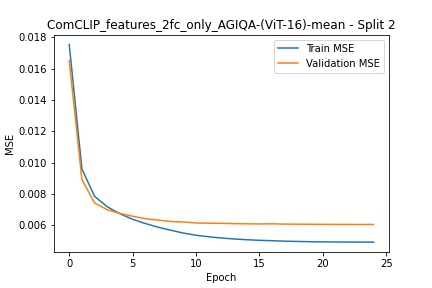 ComCLIP_features_2fc_only_AGIQA-(ViT-16)-mean - Split 2
0.018
0.016
0.014
0.012
0.010
0.008
0.006
MSE
Train MSE
Validation MSE
0 5 10 15 20 25
Epoch